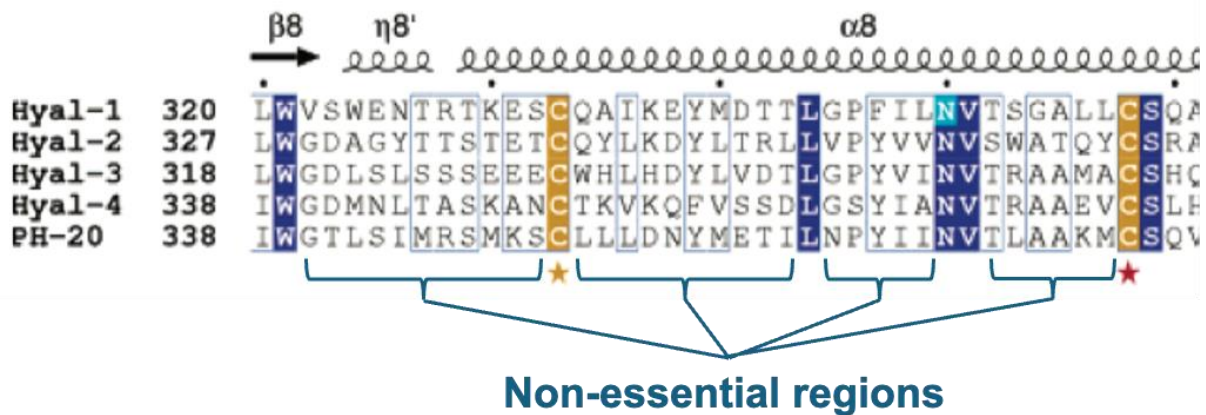 β8 η8' α8
Hyal-1 320 LWVSWENTRTKESCQAIKEYMDTTLGPFILNVTSGALLCSQA
Hyal-2 327 LWGDAGYTTSTETCQYLKDYLTRLLVPYVVNVSWATQYCSRA
Hyal-3 318 LWGDLSLSSSEEECWHLHDYLVDTLGPYVINVTRAAMACSHQ
Hyal-4 338 IWGDMNLTASKANCTKVKQFVSSDLGSYIANVTRAAEVCSLH
PH-20 338 IWGTLSIMRSMKSCLLLDNYMETILNPYIINVTLAAKMCSQV
Non-essential regions